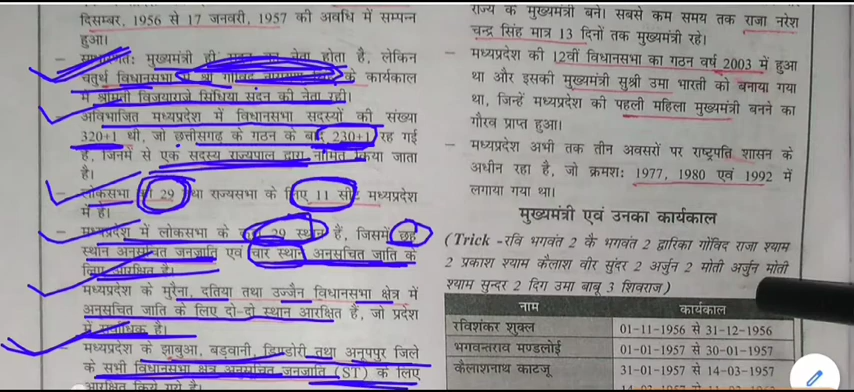 दिसम्बर, 1956 से 17 जनवरी, 1957 की अवधि में सम्पन्न
हुआ।
मुख्यमंत्री ही सदन का नेता होता है, लेकिन
चतुर्थ विधानसभा में श्री गोविंद नारायण सिंह के कार्यकाल
में श्रीमती विजयाराजे सिंधिया सदन की नेता रही।
अविभाजित मध्यप्रदेश में विधानसभा सदस्यों की संख्या
320+1 थी, जो छत्तीसगढ़ के गठन के बाद 230+1 रह गई
है, जिनमें से एक सदस्य राज्यपाल द्वारा नामित किया जाता
है।
लोकसभा की 29 तथा राज्यसभा के लिए 11 सीट मध्यप्रदेश
में है।
मध्यप्रदेश में लोकसभा के कुल 29 स्थान हैं, जिसमें छह
स्थान अनुसूचित जनजाति एवं चार स्थान अनुसूचित जाति के
लिए आरक्षित है।
मध्यप्रदेश के मुरैना, दतिया तथा उज्जैन विधानसभा क्षेत्र में
अनुसूचित जाति के लिए दो-दो स्थान आरक्षित हैं, जो प्रदेश
में सर्वाधिक है।
मध्यप्रदेश के झाबुआ, बड़वानी, डिण्डोरी तथा अनूपपुर जिले
के सभी विधानसभा क्षेत्र अनुसूचित जनजाति (ST) के लिए
आरक्षित किये गये है।
राज्य के मुख्यमंत्री बने। सबसे कम समय तक राजा नरेश
चन्द्र सिंह मात्र 13 दिनों तक मुख्यमंत्री रहे।
– मध्यप्रदेश की 12वीं विधानसभा का गठन वर्ष 2003 में हुआ
था और इसकी मुख्यमंत्री सुश्री उमा भारती को बनाया गया
था, जिन्हें मध्यप्रदेश की पहली महिला मुख्यमंत्री बनने का
गौरव प्राप्त हुआ।
– मध्यप्रदेश अभी तक तीन अवसरों पर राष्ट्रपति शासन के
अधीन रहा है, जो क्रमश: 1977, 1980 एवं 1992 में
लगाया गया था।
मुख्यमंत्री एवं उनका कार्यकाल
(Trick -रवि भगवंत 2 कै भगवंत 2 द्वारिका गोविंद राजा श्याम
2 प्रकाश श्याम कैलाश वीर सुंदर 2 अर्जुन 2 मोती अर्जुन मोती
श्याम सुन्दर 2 दिग उमा बाबू 3 शिवराज)
नाम कार्यकाल
रविशंकर शुक्ल 01-11-1956 से 31-12-1956
भगवन्तराव मण्डलोई 01-01-1957 से 30-01-1957
कैलाशनाथ काटजू 31-01-1957 से 14-03-1957